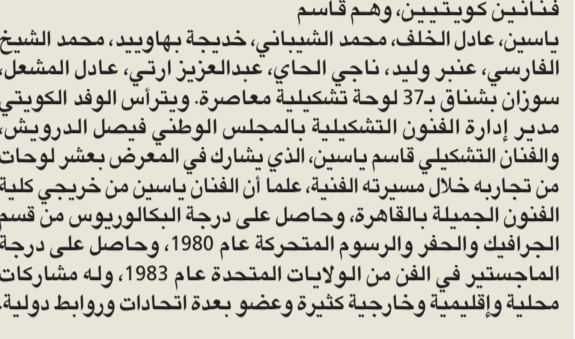 فنانين كويتيين، وهم قاسم
ياسين، عادل الخلف، محمد الشيباني، خديجة بهاوييد، محمد الشيخ
الفارسي، عنبر وليد، ناجي الحاي، عبدالعزيز ارتي، عادل المشعل،
سوزان بشناق بـ37 لوحة تشكيلية معاصرة. ويترأس الوفد الكويتي
مدير إدارة الفنون التشكيلية بالمجلس الوطني فيصل الدرويش،
والفنان التشكيلي قاسم ياسين، الذي يشارك في المعرض بعشر لوحات
من تجاربه خلال مسيرته الفنية، علما أن الفنان ياسين من خريجي كلية
الفنون الجميلة بالقاهرة، وحاصل على درجة البكالوريوس من قسم
الجرافيك والحفر والرسوم المتحركة عام 1980، وحاصل على درجة
الماجستير في الفن من الولايات المتحدة عام 1983، وله مشاركات
محلية وإقليمية وخارجية كثيرة وعضو بعدة اتحادات وروابط دولية.